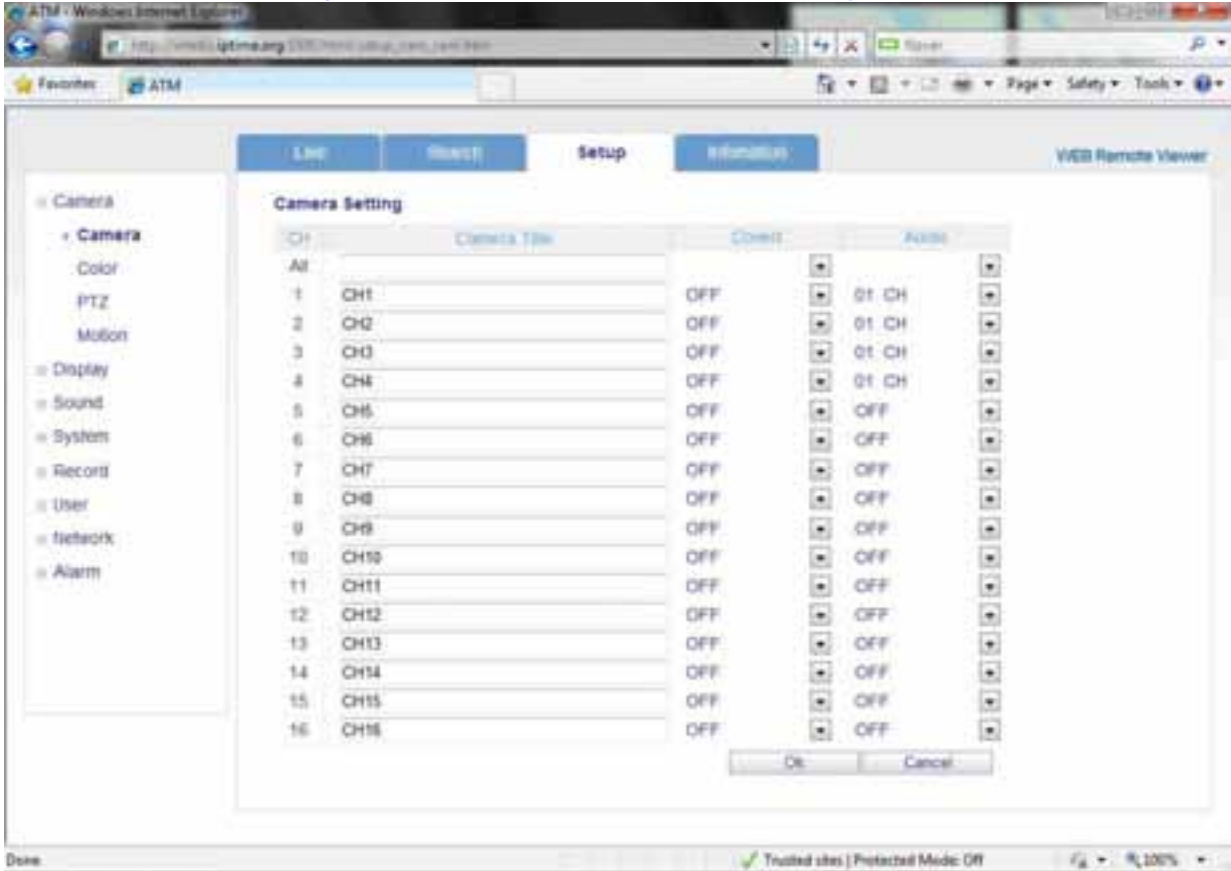 ATM - Windows Internet Explorer
iptime.org
Favorites ATM Page Safety Tools
Live Search Setup Infomation WEB Remote Viewer
Camera
Camera
Color
PTZ
Motion
Display
Sound
System
Record
User
Network
Alarm
Camera Setting
CH Camera Title Covert Audio
All
1 CH1 OFF 01 CH
2 CH2 OFF 01 CH
3 CH3 OFF 01 CH
4 CH4 OFF 01 CH
5 CH5 OFF OFF
6 CH6 OFF OFF
7 CH7 OFF OFF
8 CH8 OFF OFF
9 CH9 OFF OFF
10 CH10 OFF OFF
11 CH11 OFF OFF
12 CH12 OFF OFF
13 CH13 OFF OFF
14 CH14 OFF OFF
15 CH15 OFF OFF
16 CH16 OFF OFF
Ok Cancel
Done Trusted sites | Protected Mode: Off 100%